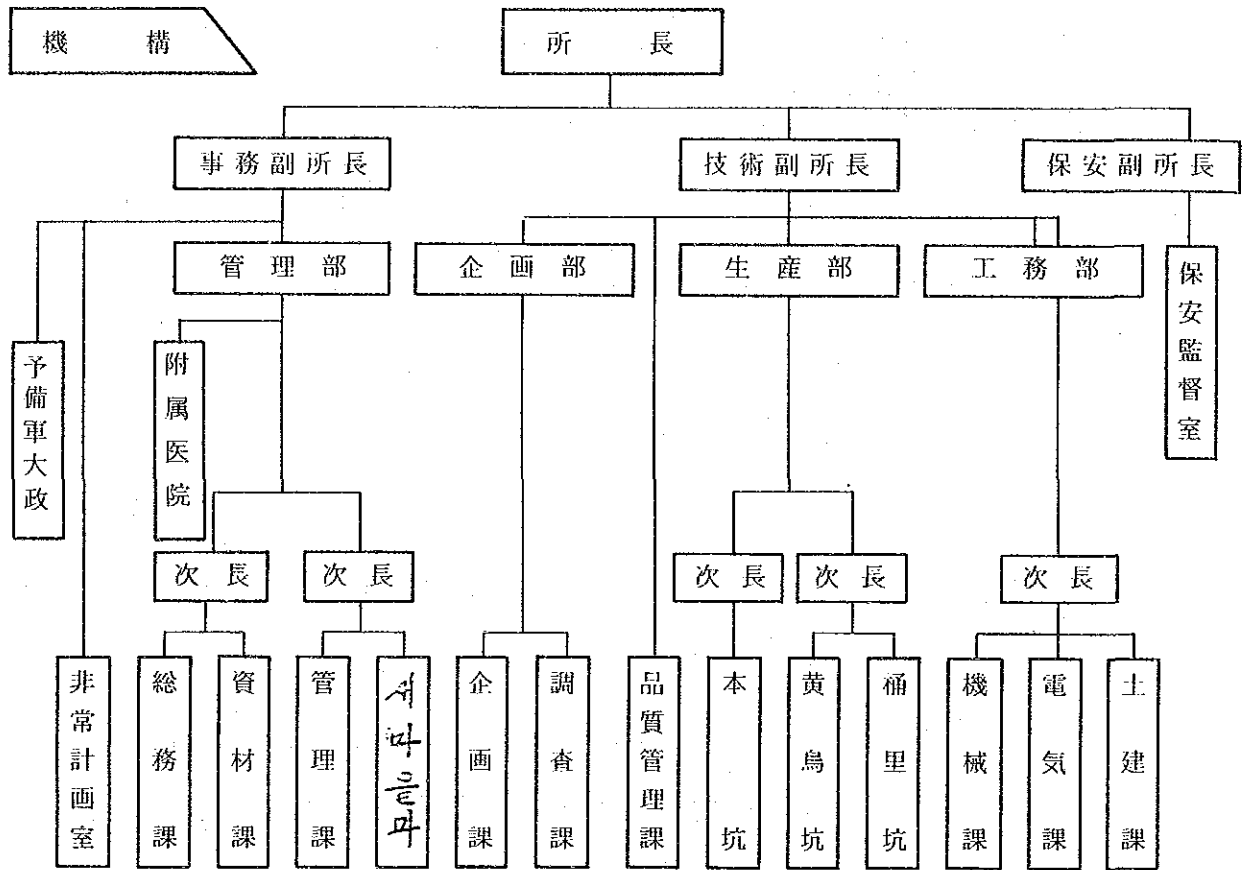 機構
所長
事務副所長
技術副所長
保安副所長
管理部
企画部
生産部
工務部
保安監督室
予備軍大政
附属医院
次長
次長
次長
次長
次長
非常計画室
総務課
資材課
管理課
새마을과
企画課
調査課
品質管理課
本坑
黄鳥坑
桶里坑
機械課
電気課
土建課